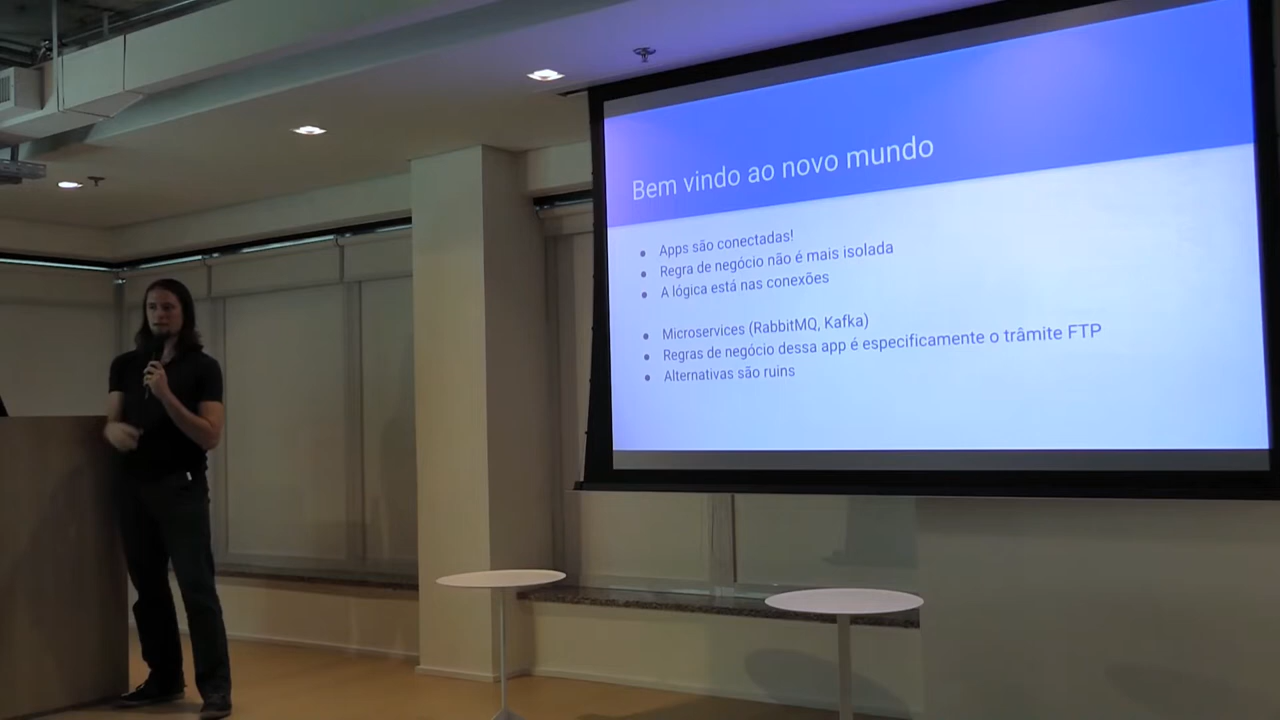 Bem vindo ao novo mundo
Apps são conectadas!
Regra de negócio não é mais isolada
A lógica está nas conexões
Microservices (RabbitMQ, Kafka)
Regras de negócio dessa app é especificamente o trâmite FTP
Alternativas são ruins